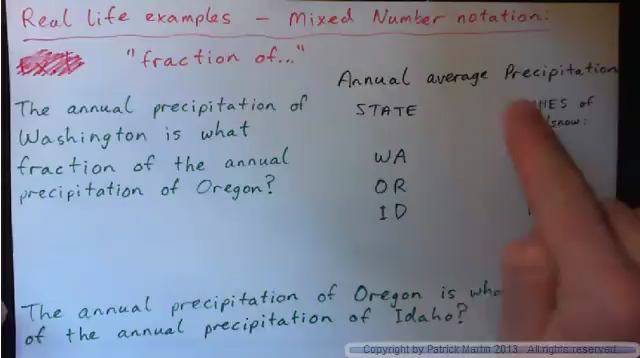 Real life examples - Mixed Number notation:
"fraction of..."
Annual average Precipitation
STATE
of
snow:
WA
OR
ID
The annual precipitation of
Washington is what
fraction of the annual
precipitation of Oregon?
The annual precipitation of Oregon is
of the annual precipitation of Idaho?
Copyright by Patrick Martin 2013. All rights reserved.